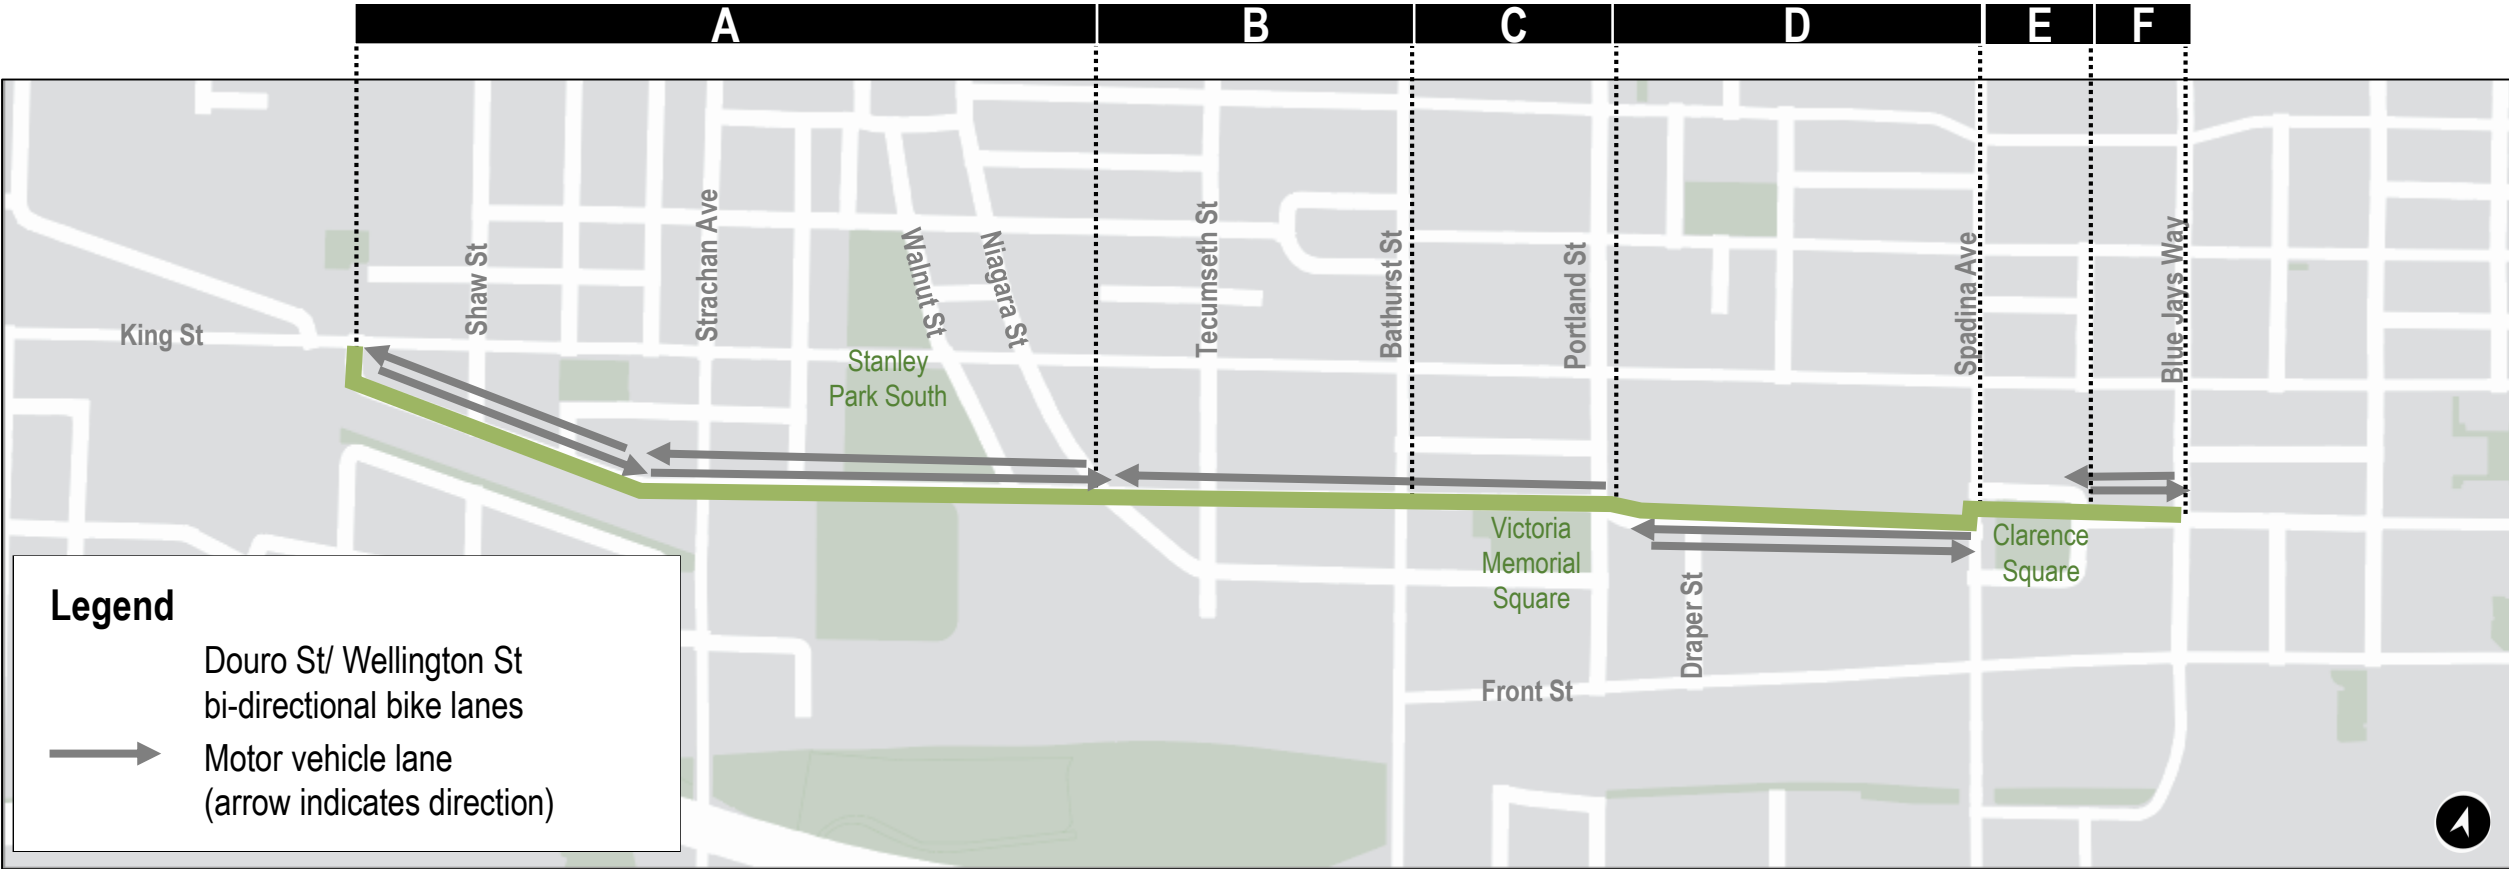 A
B
C
D
E
F
King St
Shaw St
Strachan Ave
Walnut St
Niagara St
Tecumseth St
Bathurst St
Portland St
Spadina Ave
Blue Jays Way
Stanley
Park South
Victoria
Memorial
Square
Clarence
Square
Draper St
Front St
Legend
Douro St/ Wellington St
bi-directional bike lanes
Motor vehicle lane
(arrow indicates direction)